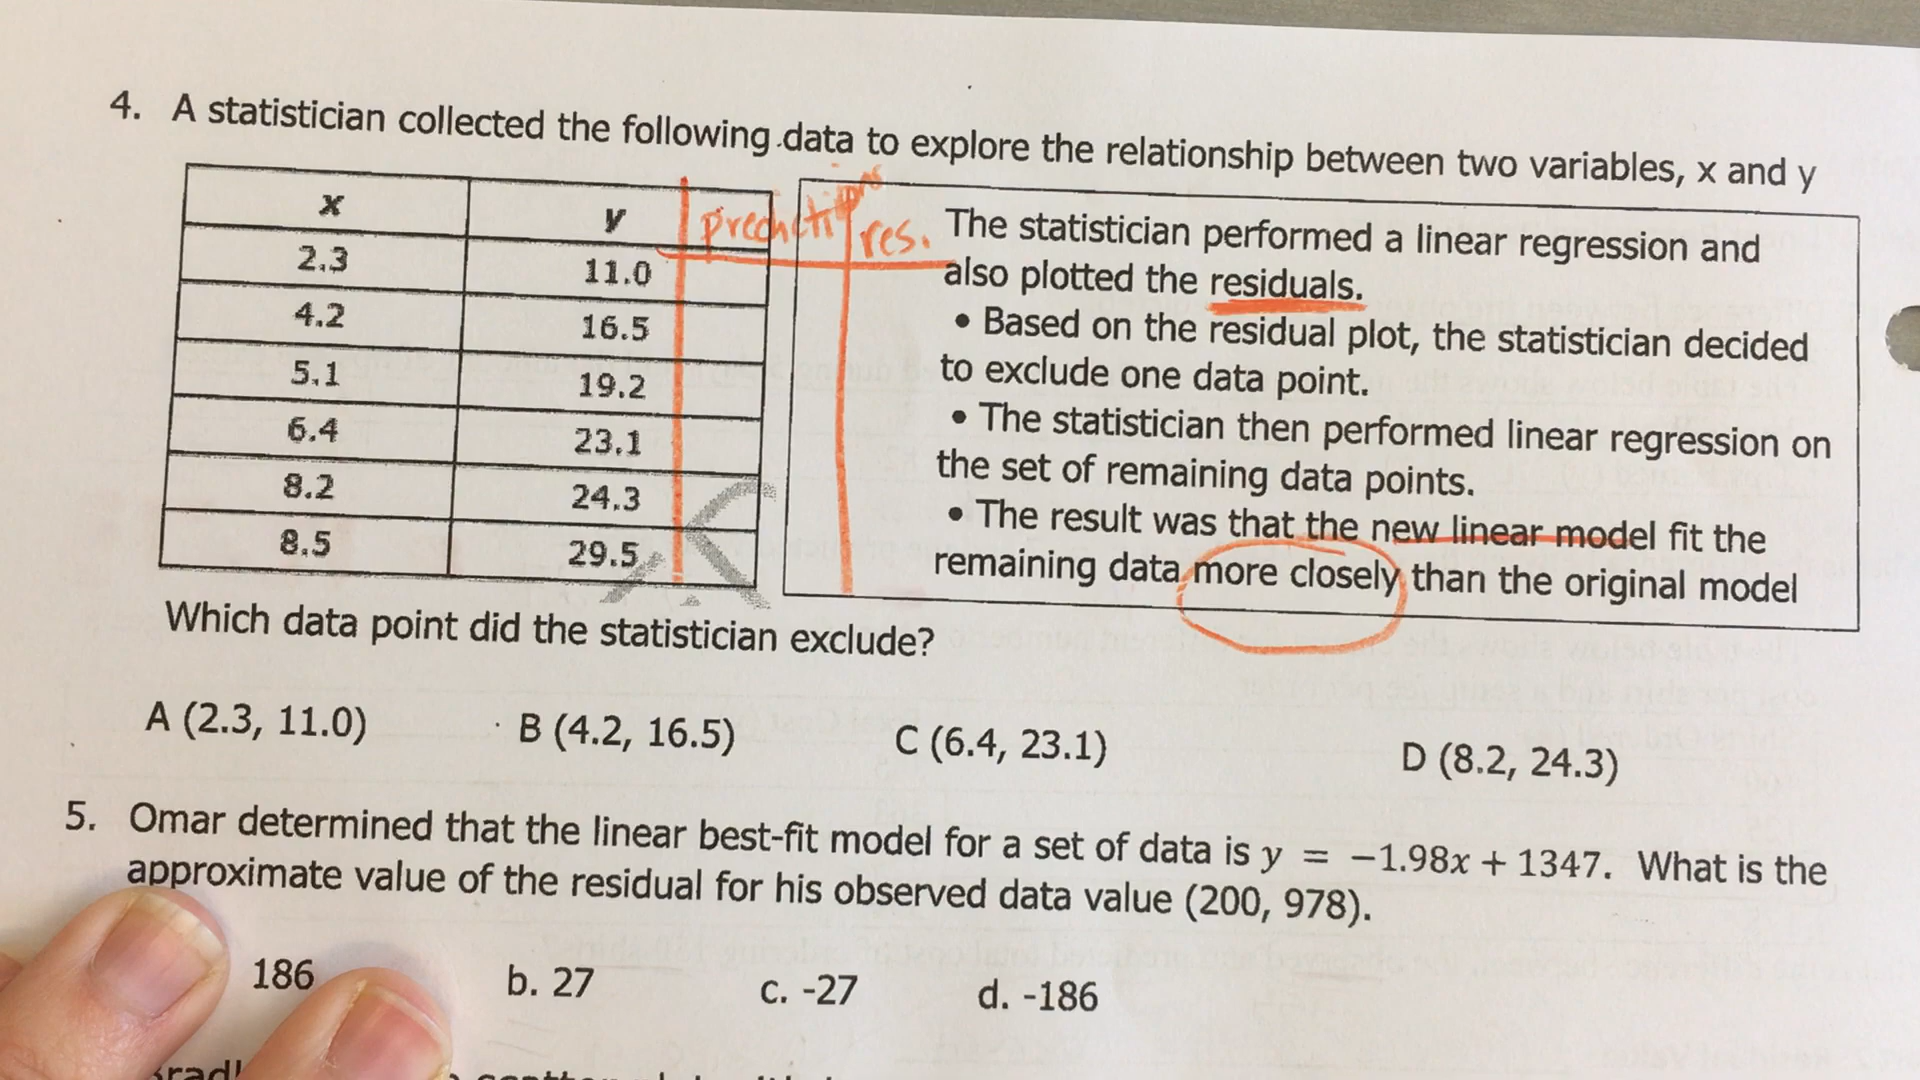 4. A statistician collected the following data to explore the relationship between two variables, x and y
x y predictions res.
2.3 11.0
4.2 16.5
5.1 19.2
6.4 23.1
8.2 24.3
8.5 29.5
The statistician performed a linear regression and
also plotted the residuals.
• Based on the residual plot, the statistician decided
to exclude one data point.
• The statistician then performed linear regression on
the set of remaining data points.
• The result was that the new linear model fit the
remaining data more closely than the original model
Which data point did the statistician exclude?
A (2.3, 11.0) B (4.2, 16.5) C (6.4, 23.1) D (8.2, 24.3)
5. Omar determined that the linear best-fit model for a set of data is y = −1.98x + 1347. What is the
approximate value of the residual for his observed data value (200, 978).
186 b. 27 c. -27 d. -186